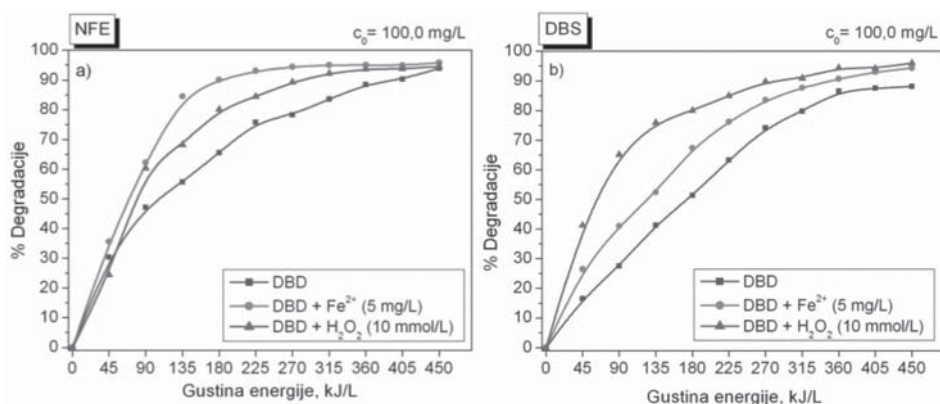 NFE
c₀= 100,0 mg/L
a)
% Degradacije
100
90
80
70
60
50
40
30
20
10
0
DBD
DBD + Fe²⁺ (5 mg/L)
DBD + H₂O₂ (10 mmol/L)
0 45 90 135 180 225 270 315 360 405 450
Gustina energije, kJ/L
DBS
c₀= 100,0 mg/L
b)
% Degradacije
100
90
80
70
60
50
40
30
20
10
0
DBD
DBD + Fe²⁺ (5 mg/L)
DBD + H₂O₂ (10 mmol/L)
0 45 90 135 180 225 270 315 360 405 450
Gustina energije, kJ/L